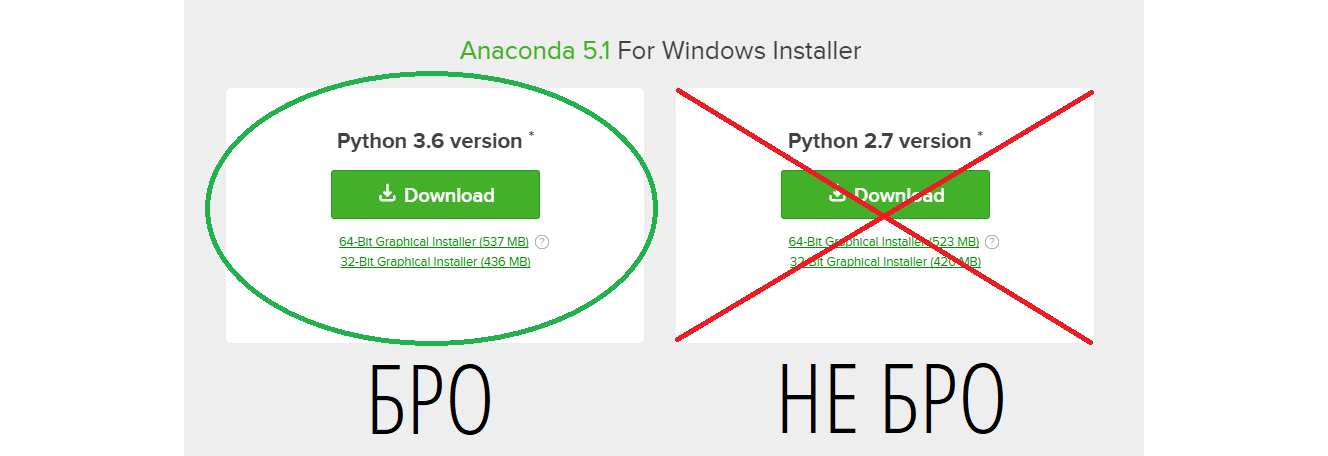 Anaconda 5.1 For Windows Installer
Python 3.6 version *
Download
64-Bit Graphical Installer (537 MB) ?
32-Bit Graphical Installer (436 MB)
БРО
Python 2.7 version *
Download
64-Bit Graphical Installer (523 MB) ?
32-Bit Graphical Installer (420 MB)
НЕ БРО